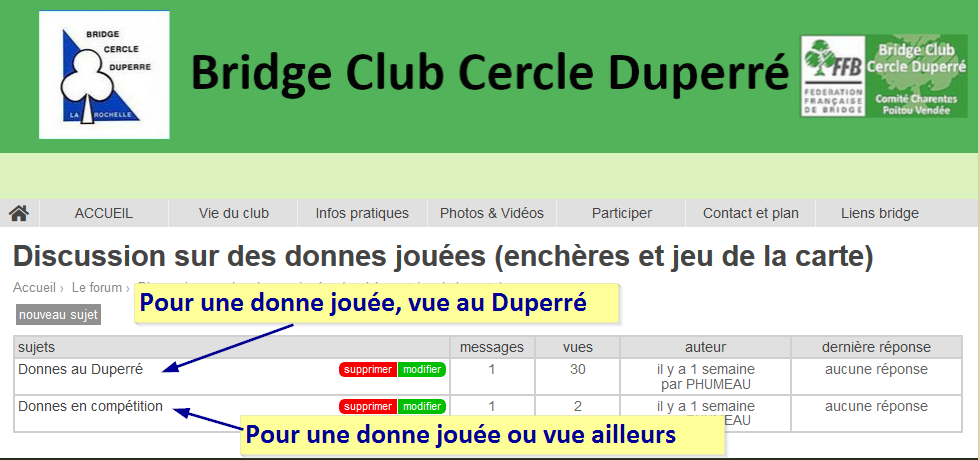 BRIDGE
CERCLE
DUPERRE
LA ROCHELLE
Bridge Club Cercle Duperré
FFB
FEDERATION
FRANÇAISE
DE BRIDGE
Bridge Club
Cercle Duperré
Comité Charentes
Poitou Vendée
ACCUEIL Vie du club Infos pratiques Photos & Vidéos Participer Contact et plan Liens bridge
Discussion sur des donnes jouées (enchères et jeu de la carte)
Accueil › Le forum ›
Pour une donne jouée, vue au Duperré
nouveau sujet
sujets messages vues auteur dernière réponse
Donnes au Duperré supprimer modifier 1 30 il y a 1 semaine aucune réponse
par PHUMEAU
Donnes en compétition supprimer modifier 1 2 il y a 1 semaine aucune réponse
Pour une donne jouée ou vue ailleurs